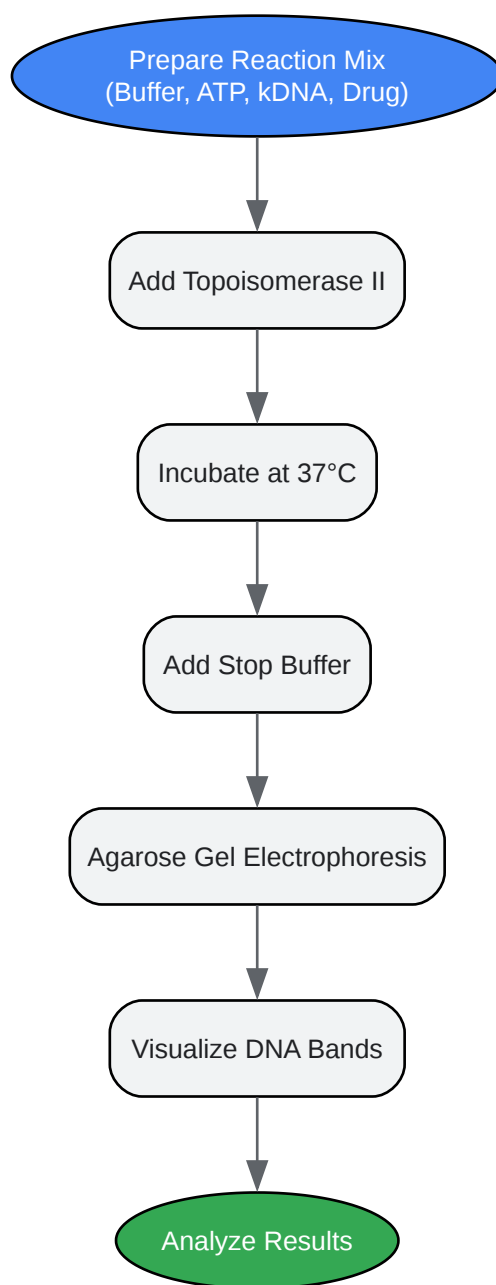 Prepare Reaction Mix
(Buffer, ATP, kDNA, Drug)
Add Topoisomerase II
Incubate at 37°C
Add Stop Buffer
Agarose Gel Electrophoresis
Visualize DNA Bands
Analyze Results